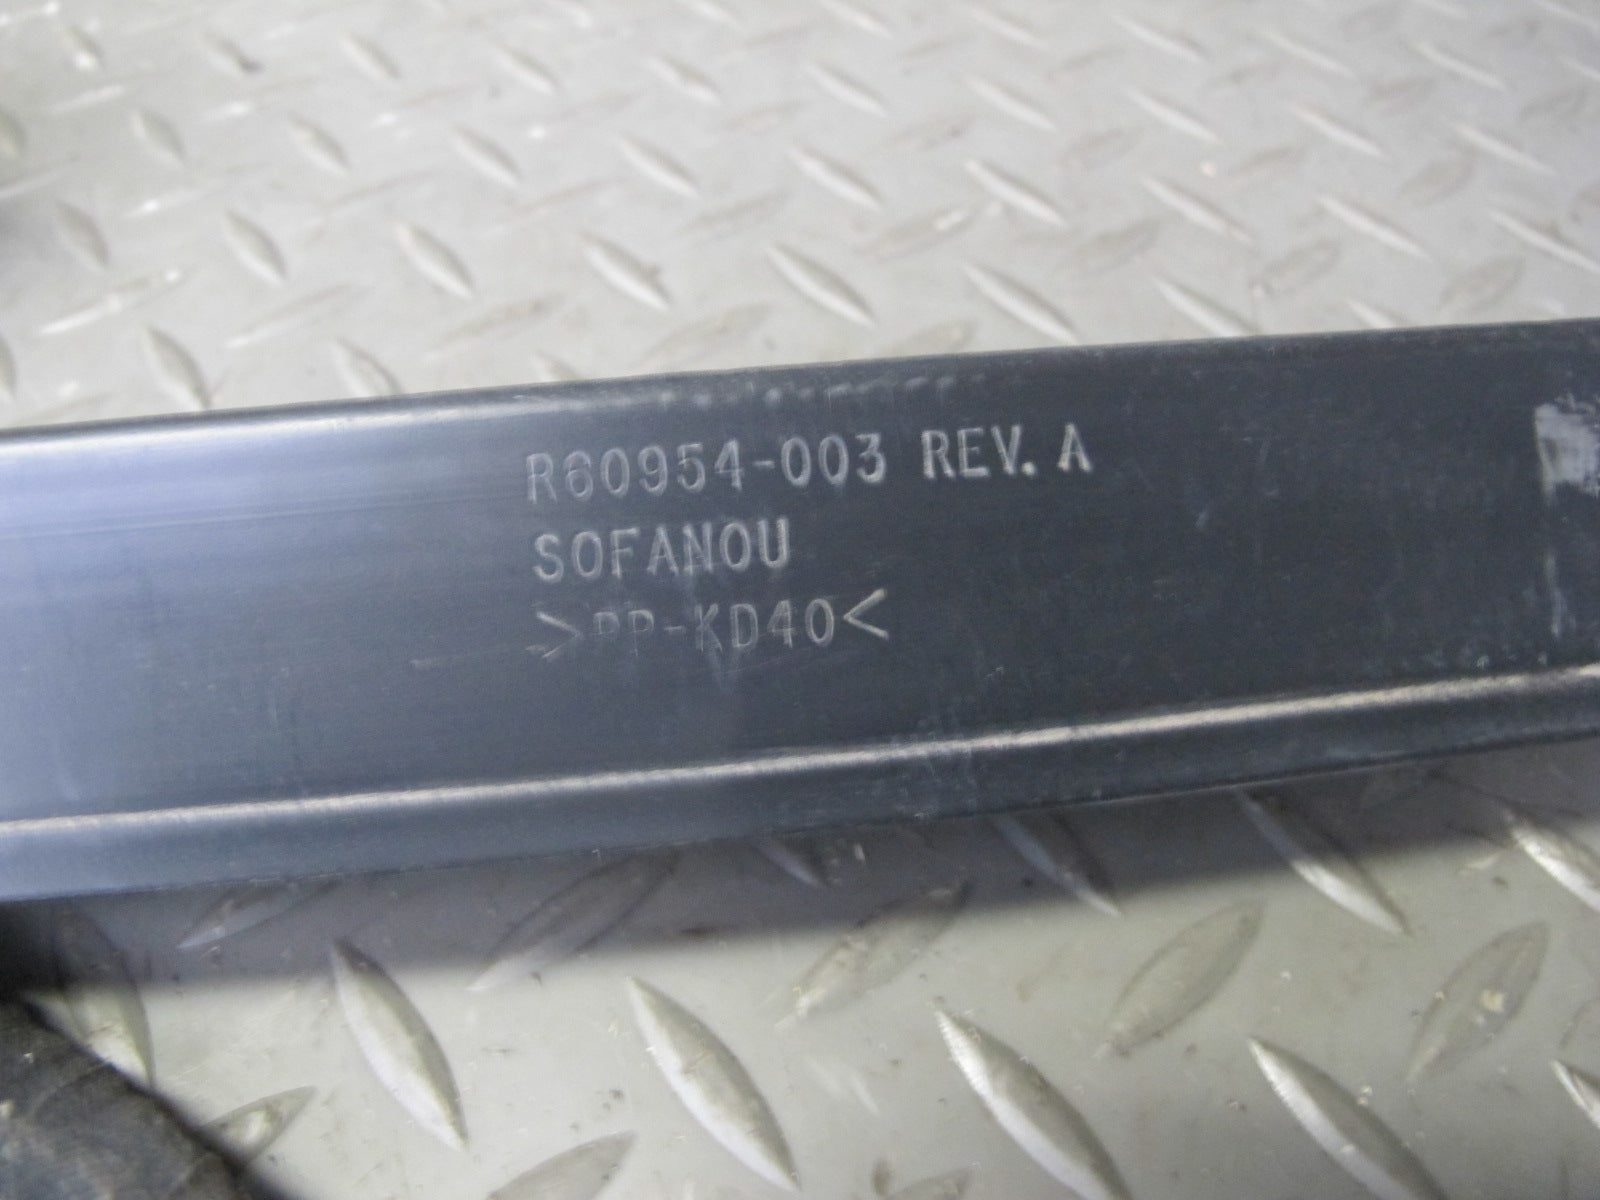 R60954-003 REV. A
SOFANOU
>PP-KD40<